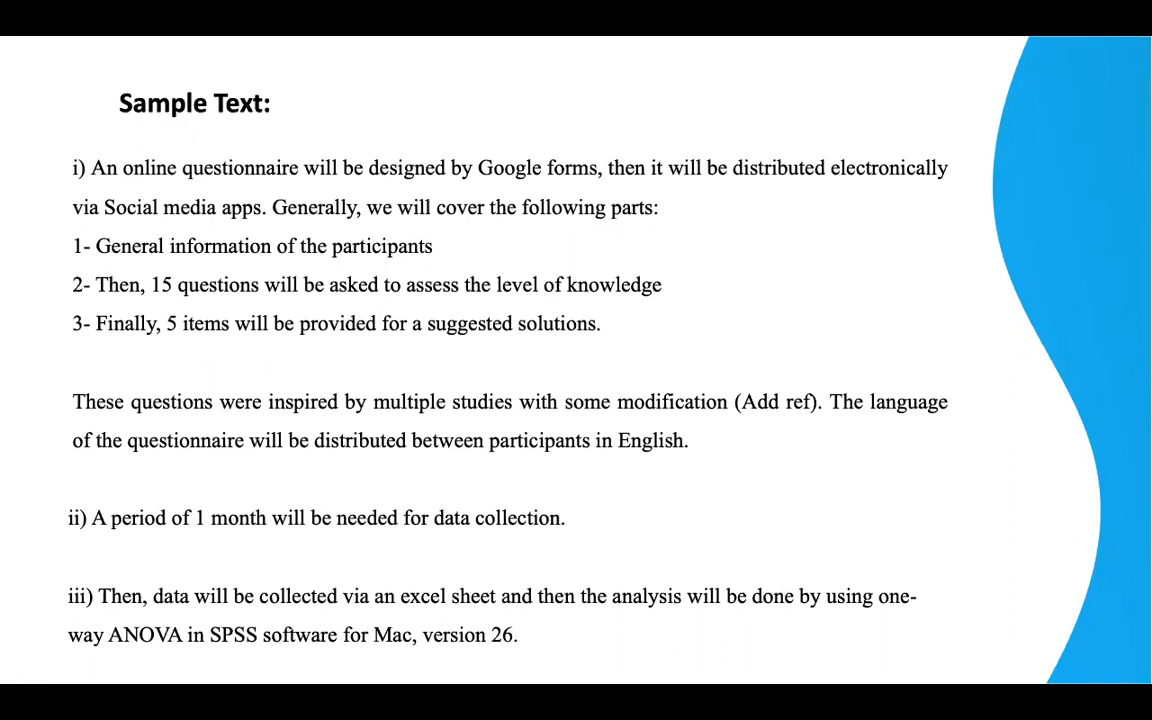 Sample Text:
i) An online questionnaire will be designed by Google forms, then it will be distributed electronically
via Social media apps. Generally, we will cover the following parts:
1- General information of the participants
2- Then, 15 questions will be asked to assess the level of knowledge
3- Finally, 5 items will be provided for a suggested solutions.
These questions were inspired by multiple studies with some modification (Add ref). The language
of the questionnaire will be distributed between participants in English.
ii) A period of 1 month will be needed for data collection.
iii) Then, data will be collected via an excel sheet and then the analysis will be done by using one-
way ANOVA in SPSS software for Mac, version 26.